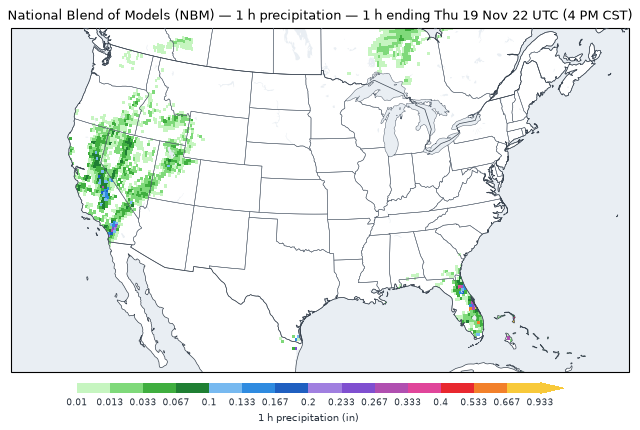 National Blend of Models (NBM) — 1 h precipitation — 1 h ending Thu 19 Nov 22 UTC (4 PM CST)
0.01 0.013 0.033 0.067 0.1 0.133 0.167 0.2 0.233 0.267 0.333 0.4 0.533 0.667 0.933
1 h precipitation (in)